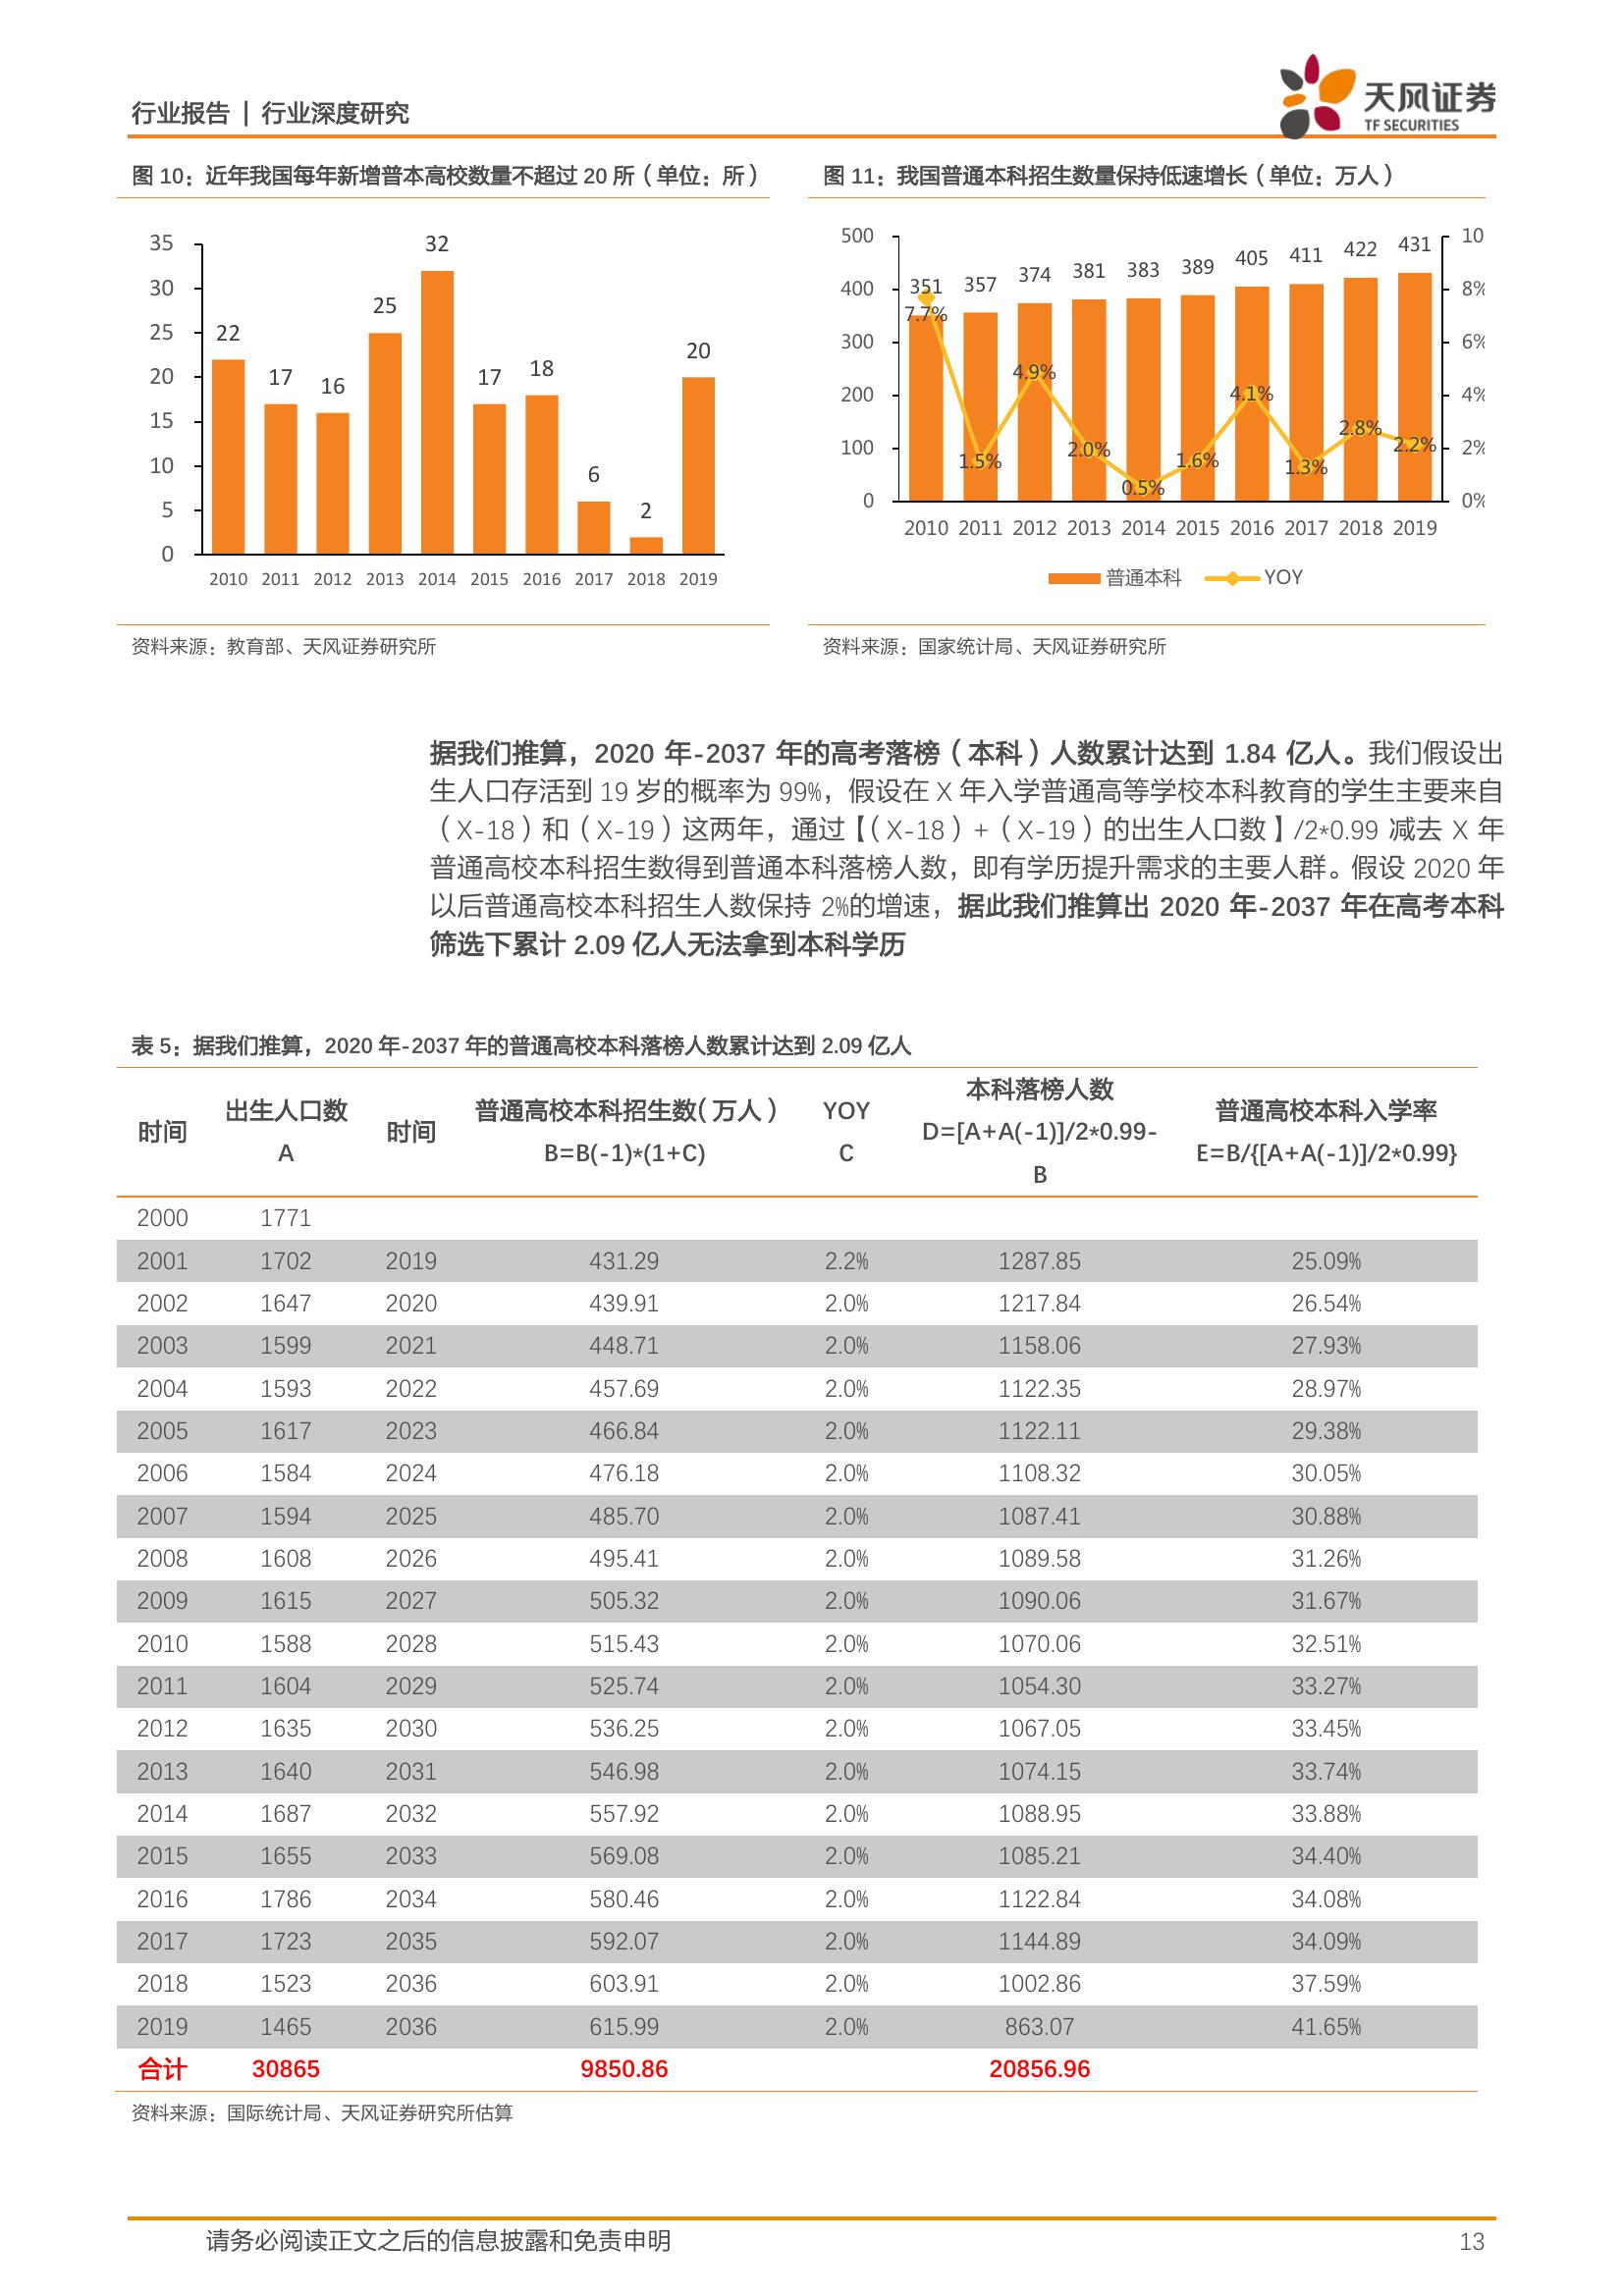 行业报告 | 行业深度研究
天风证券
TF SECURITIES
图 10：近年我国每年新增普本高校数量不超过 20 所（单位：所）
35
30
25
20
15
10
5
0
22
17
16
25
32
17
18
6
2
20
2010 2011 2012 2013 2014 2015 2016 2017 2018 2019
资料来源：教育部、天风证券研究所
图 11：我国普通本科招生数量保持低速增长（单位：万人）
500
400
300
200
100
0
351 357 374 381 383 389 405 411 422 431
7.7% 1.5% 4.9% 2.0% 0.5% 1.6% 4.1% 1.3% 2.8% 2.2%
10
8%
6%
4%
2%
0%
2010 2011 2012 2013 2014 2015 2016 2017 2018 2019
普通本科 YOY
资料来源：国家统计局、天风证券研究所
据我们推算，2020 年-2037 年的高考落榜（本科）人数累计达到 1.84 亿人。我们假设出
生人口存活到 19 岁的概率为 99%，假设在 X 年入学普通高等学校本科教育的学生主要来自
（X-18）和（X-19）这两年，通过【（X-18）+（X-19）的出生人口数】/2*0.99 减去 X 年
普通高校本科招生数得到普通本科落榜人数，即有学历提升需求的主要人群。假设 2020 年
以后普通高校本科招生人数保持 2%的增速，据此我们推算出 2020 年-2037 年在高考本科
筛选下累计 2.09 亿人无法拿到本科学历
表 5：据我们推算，2020 年-2037 年的普通高校本科落榜人数累计达到 2.09 亿人
时间 出生人口数 A 时间 普通高校本科招生数（万人） B=B(-1)*(1+C) YOY C 本科落榜人数 D=[A+A(-1)]/2*0.99-B 普通高校本科入学率 E=B/{[A+A(-1)]/2*0.99}
2000 1771
2001 1702 2019 431.29 2.2% 1287.85 25.09%
2002 1647 2020 439.91 2.0% 1217.84 26.54%
2003 1599 2021 448.71 2.0% 1158.06 27.93%
2004 1593 2022 457.69 2.0% 1122.35 28.97%
2005 1617 2023 466.84 2.0% 1122.11 29.38%
2006 1584 2024 476.18 2.0% 1108.32 30.05%
2007 1594 2025 485.70 2.0% 1087.41 30.88%
2008 1608 2026 495.41 2.0% 1089.58 31.26%
2009 1615 2027 505.32 2.0% 1090.06 31.67%
2010 1588 2028 515.43 2.0% 1070.06 32.51%
2011 1604 2029 525.74 2.0% 1054.30 33.27%
2012 1635 2030 536.25 2.0% 1067.05 33.45%
2013 1640 2031 546.98 2.0% 1074.15 33.74%
2014 1687 2032 557.92 2.0% 1088.95 33.88%
2015 1655 2033 569.08 2.0% 1085.21 34.40%
2016 1786 2034 580.46 2.0% 1122.84 34.08%
2017 1723 2035 592.07 2.0% 1144.89 34.09%
2018 1523 2036 603.91 2.0% 1002.86 37.59%
2019 1465 2036 615.99 2.0% 863.07 41.65%
合计 30865 9850.86 20856.96
资料来源：国际统计局、天风证券研究所估算
请务必阅读正文之后的信息披露和免责申明 13